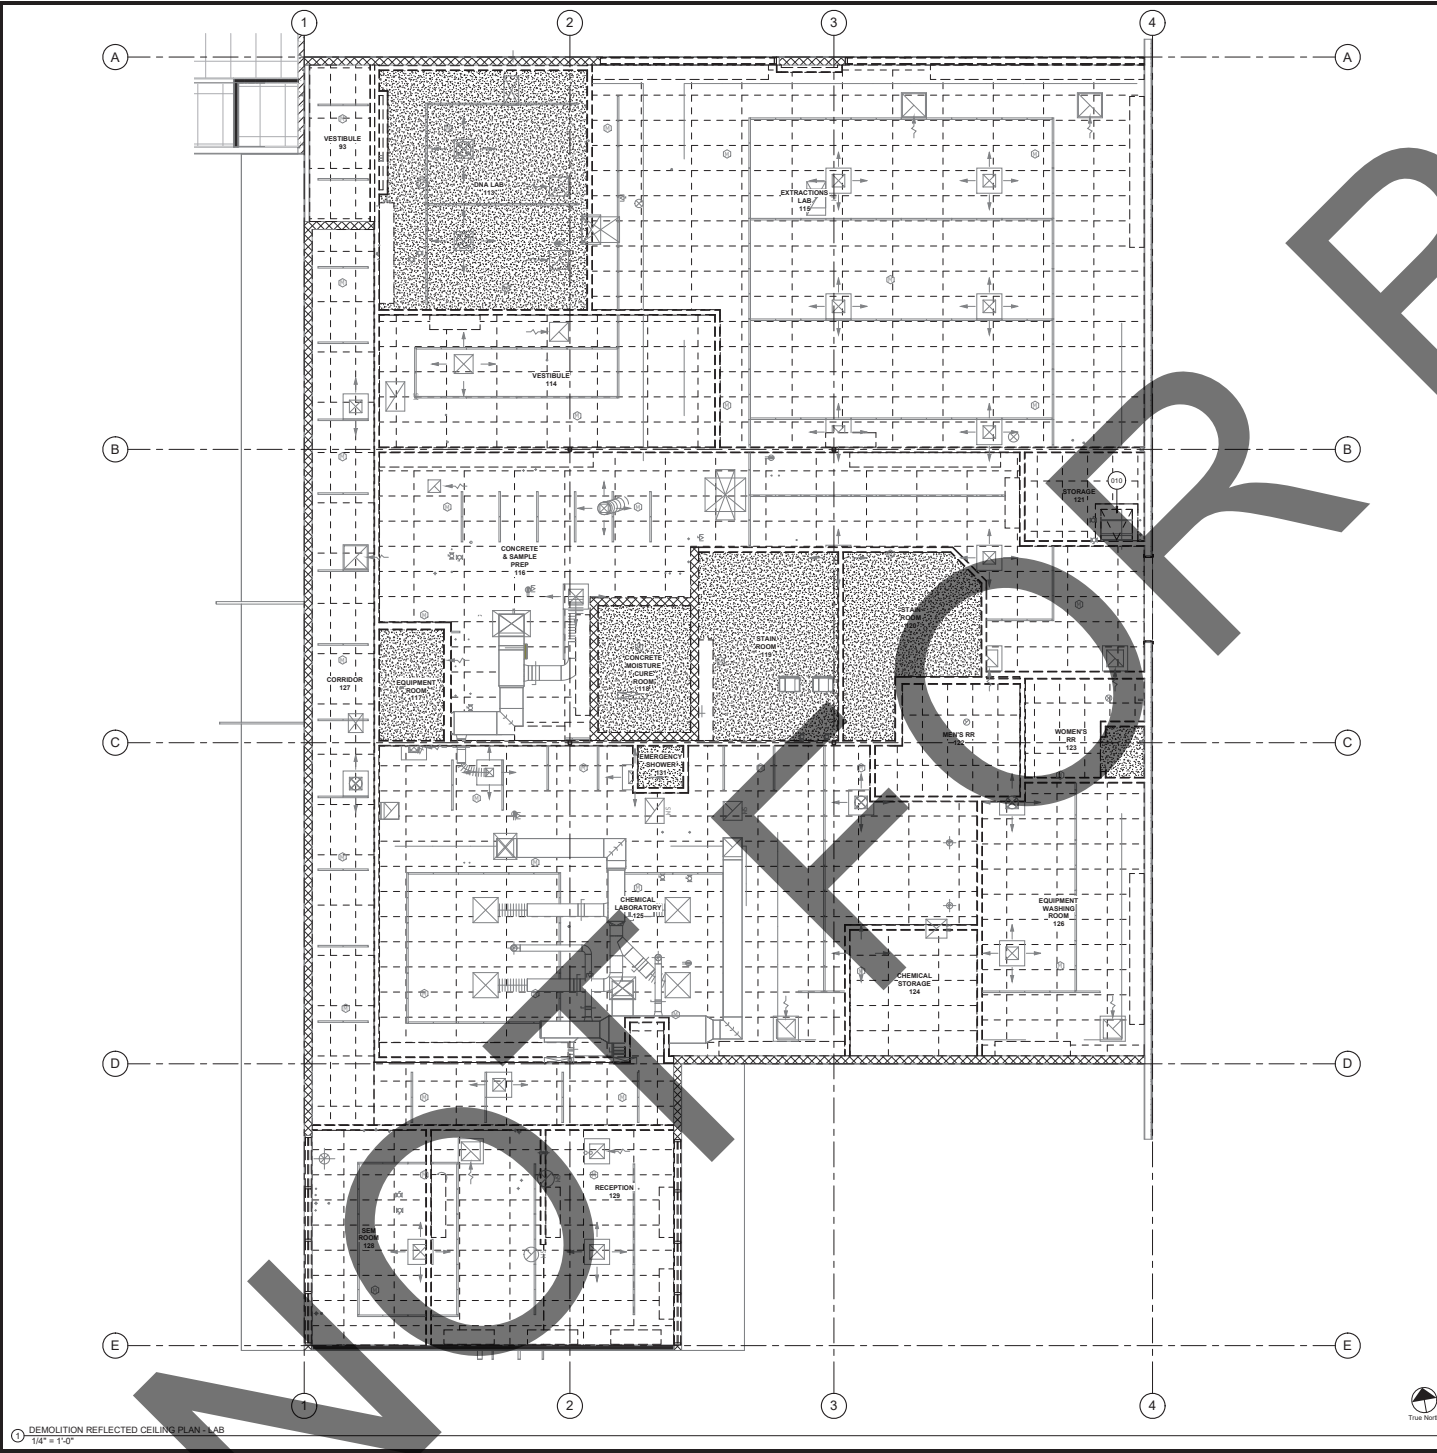 1
2
3
4
A
A
VESTIBULE
93
DNA LAB
113
EXTRACTIONS
LAB
115
VESTIBULE
114
B
B
010
STORAGE
121
CONCRETE
& SAMPLE
PREP
116
STAIN
ROOM
120
STAIN
ROOM
119
CONCRETE
MOISTURE
CURE
ROOM
118
EQUIPMENT
ROOM
117
CORRIDOR
127
MEN'S RR
122
WOMEN'S
RR
123
C
C
EMERGENCY
SHOWER
131
CHEMICAL
LABORATORY
125
EQUIPMENT
WASHING
ROOM
126
CHEMICAL
STORAGE
124
D
D
RECEPTION
129
SEM
ROOM
128
E
E
1
2
3
4
True Nort
1
DEMOLITION REFLECTED CEILING PLAN - LAB
1/4" = 1'-0"
NOT FOR P